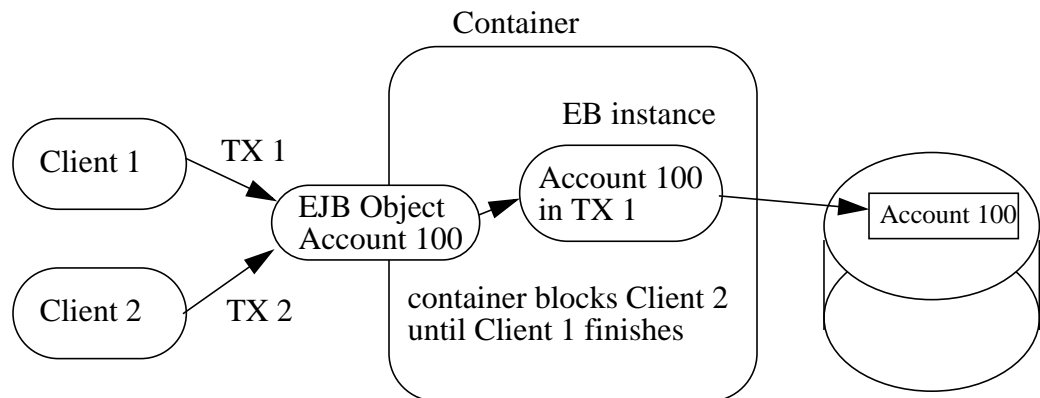 Container
EB instance
Client 1
TX 1
Account 100
in TX 1
EJB Object
Account 100
Account 100
Client 2
TX 2
container blocks Client 2
until Client 1 finishes